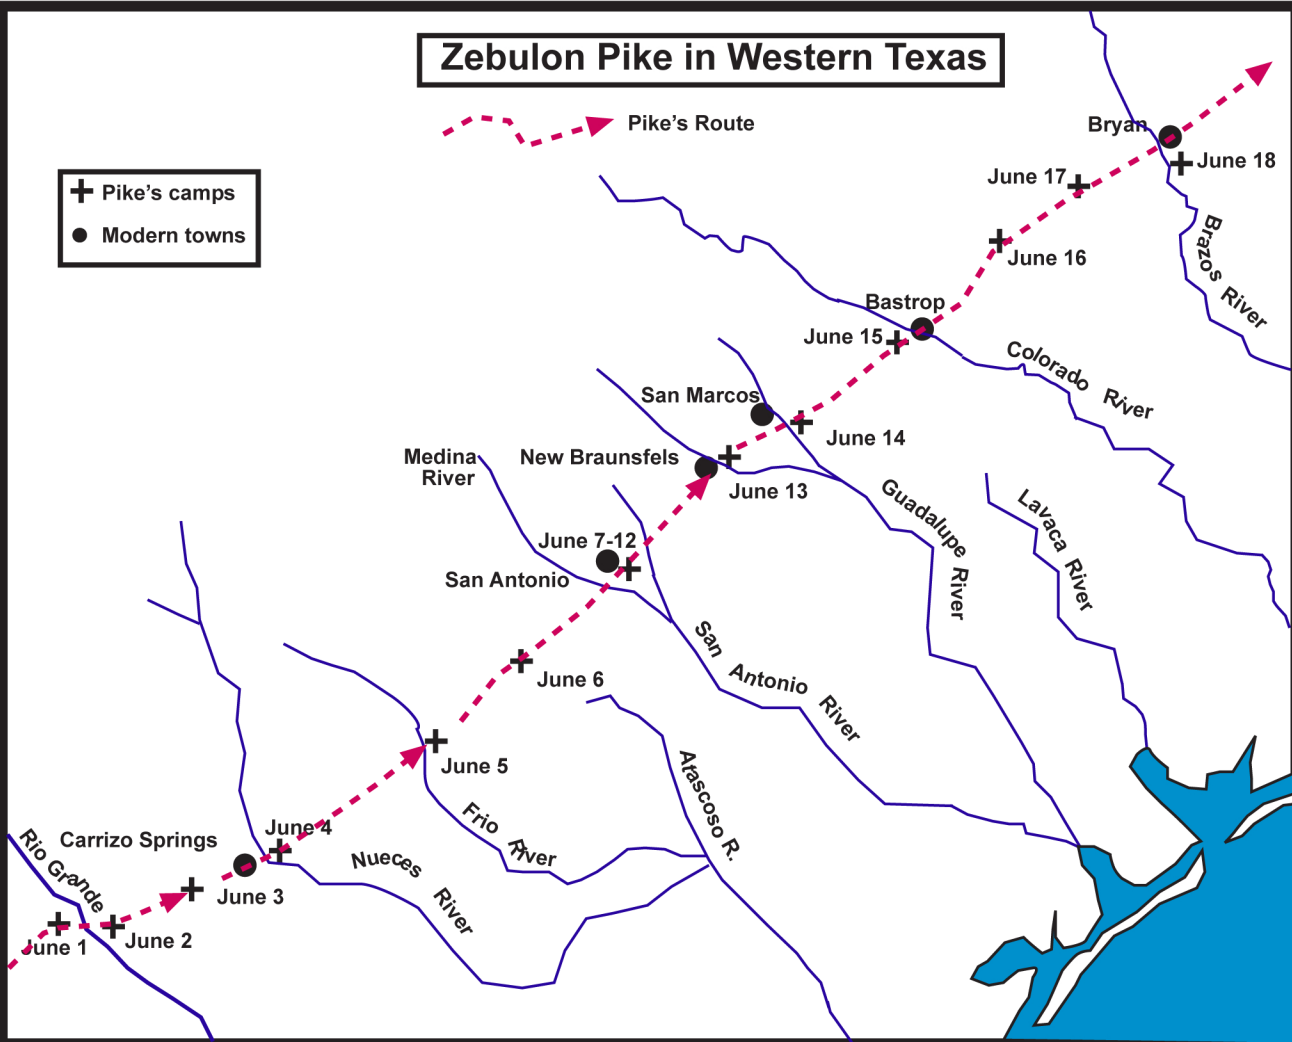 Zebulon Pike in Western Texas
Pike's Route
Pike's camps
Modern towns
Bryan
June 18
June 17
Brazos River
June 16
Bastrop
June 15
Colorado River
San Marcos
June 14
Medina
River
New Braunsfels
June 13
Guadalupe River
Lavaca River
June 7-12
San Antonio
San Antonio River
June 6
June 5
Atascoso R.
Frio River
June 4
Carrizo Springs
Nueces River
Rio Grande
June 3
June 2
June 1